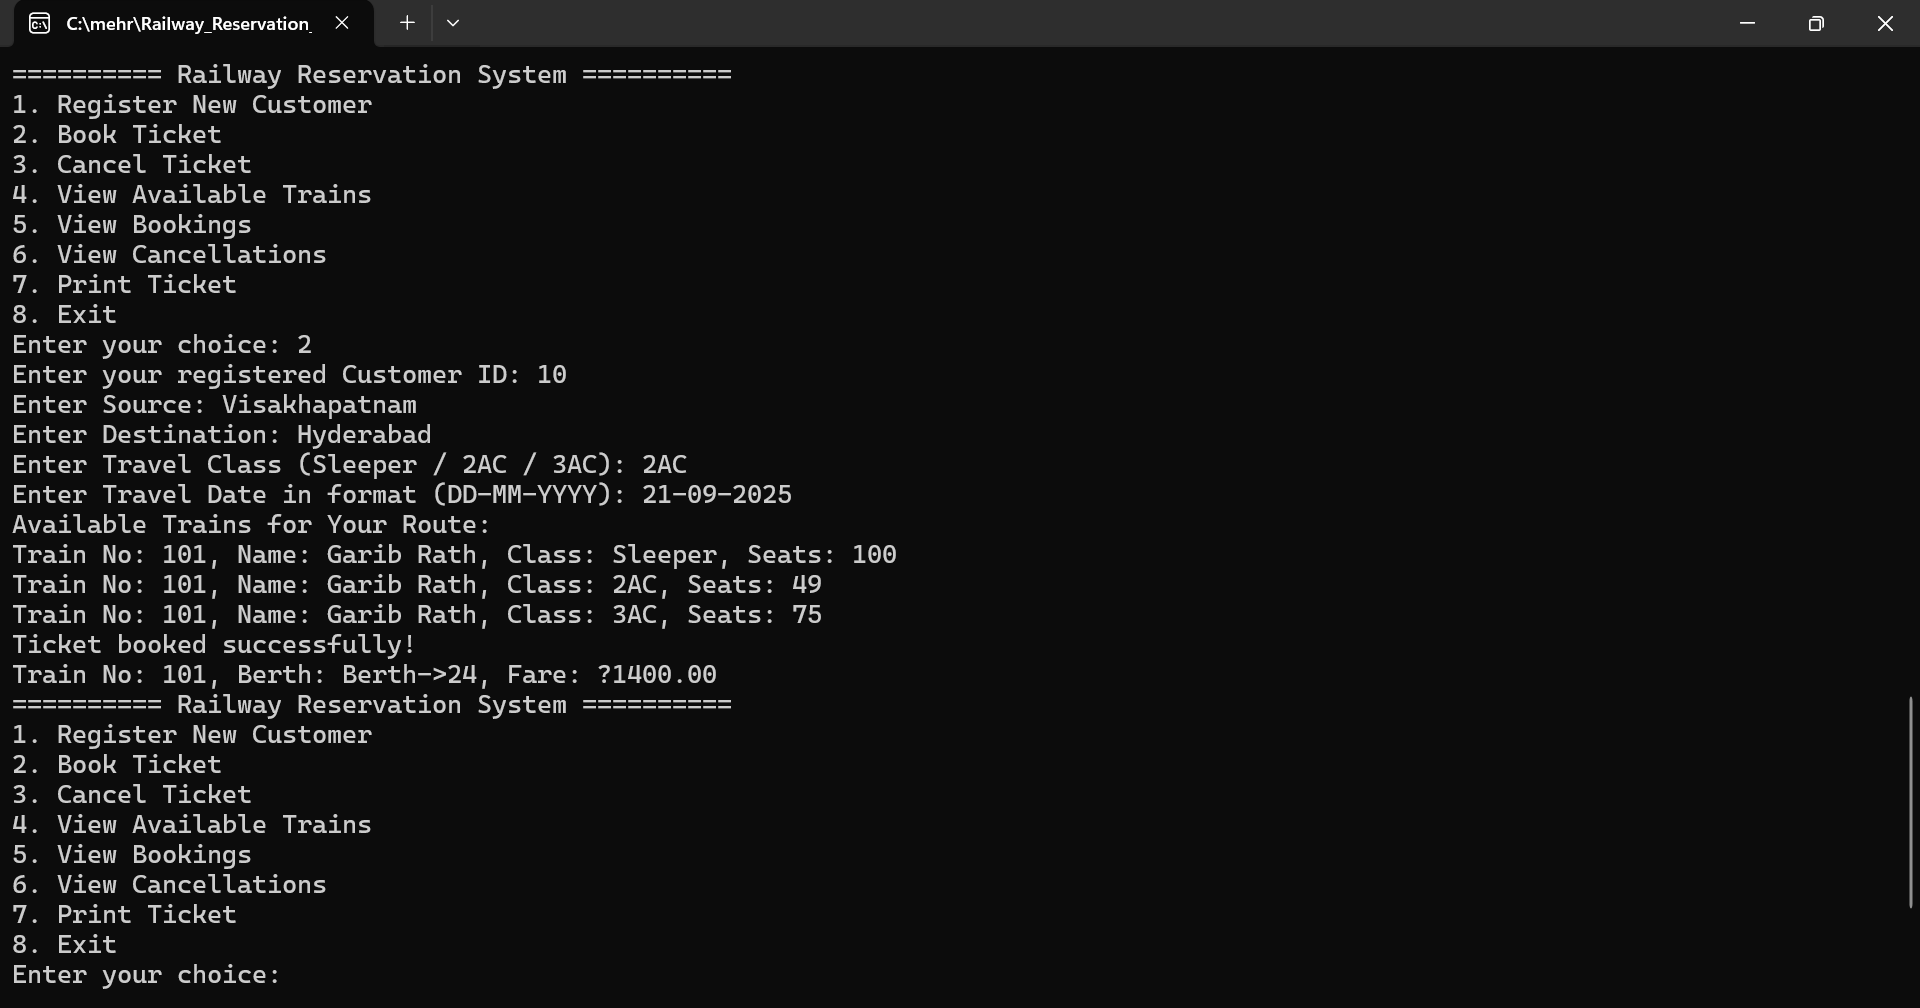 C:\mehr\Railway_Reservation_
========== Railway Reservation System ==========
1. Register New Customer
2. Book Ticket
3. Cancel Ticket
4. View Available Trains
5. View Bookings
6. View Cancellations
7. Print Ticket
8. Exit
Enter your choice: 2
Enter your registered Customer ID: 10
Enter Source: Visakhapatnam
Enter Destination: Hyderabad
Enter Travel Class (Sleeper / 2AC / 3AC): 2AC
Enter Travel Date in format (DD-MM-YYYY): 21-09-2025
Available Trains for Your Route:
Train No: 101, Name: Garib Rath, Class: Sleeper, Seats: 100
Train No: 101, Name: Garib Rath, Class: 2AC, Seats: 49
Train No: 101, Name: Garib Rath, Class: 3AC, Seats: 75
Ticket booked successfully!
Train No: 101, Berth: Berth->24, Fare: ?1400.00
========== Railway Reservation System ==========
1. Register New Customer
2. Book Ticket
3. Cancel Ticket
4. View Available Trains
5. View Bookings
6. View Cancellations
7. Print Ticket
8. Exit
Enter your choice: